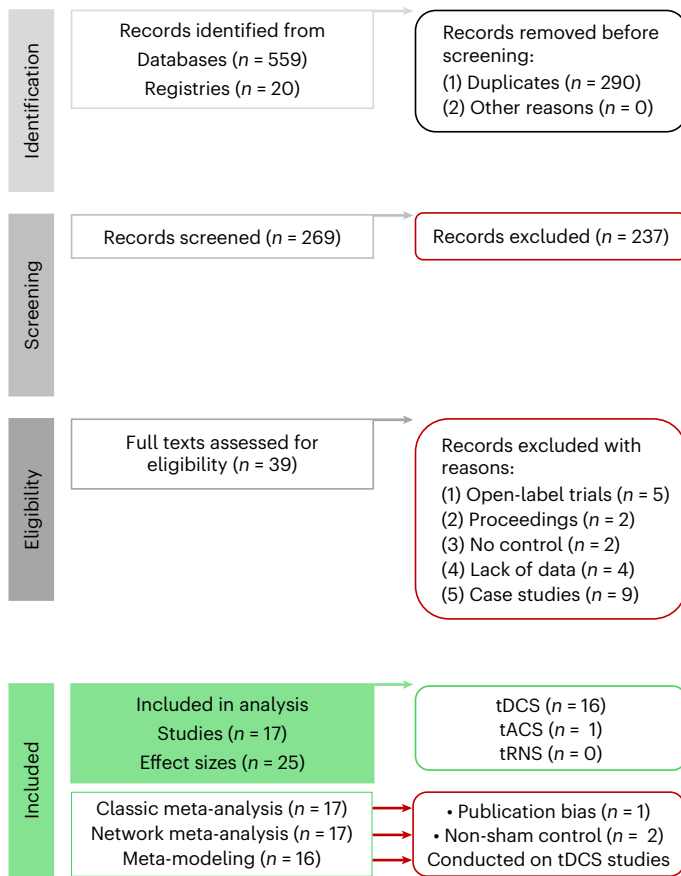 Identification
Records identified from
Databases (n = 559)
Registries (n = 20)
Records removed before
screening:
(1) Duplicates (n = 290)
(2) Other reasons (n = 0)
Screening
Records screened (n = 269)
Records excluded (n = 237)
Eligibility
Full texts assessed for
eligibility (n = 39)
Records excluded with
reasons:
(1) Open-label trials (n = 5)
(2) Proceedings (n = 2)
(3) No control (n = 2)
(4) Lack of data (n = 4)
(5) Case studies (n = 9)
Included
Included in analysis
Studies (n = 17)
Effect sizes (n = 25)
tDCS (n = 16)
tACS (n = 1)
tRNS (n = 0)
Classic meta-analysis (n = 17)
Network meta-analysis (n = 17)
Meta-modeling (n = 16)
• Publication bias (n = 1)
• Non-sham control (n = 2)
Conducted on tDCS studies